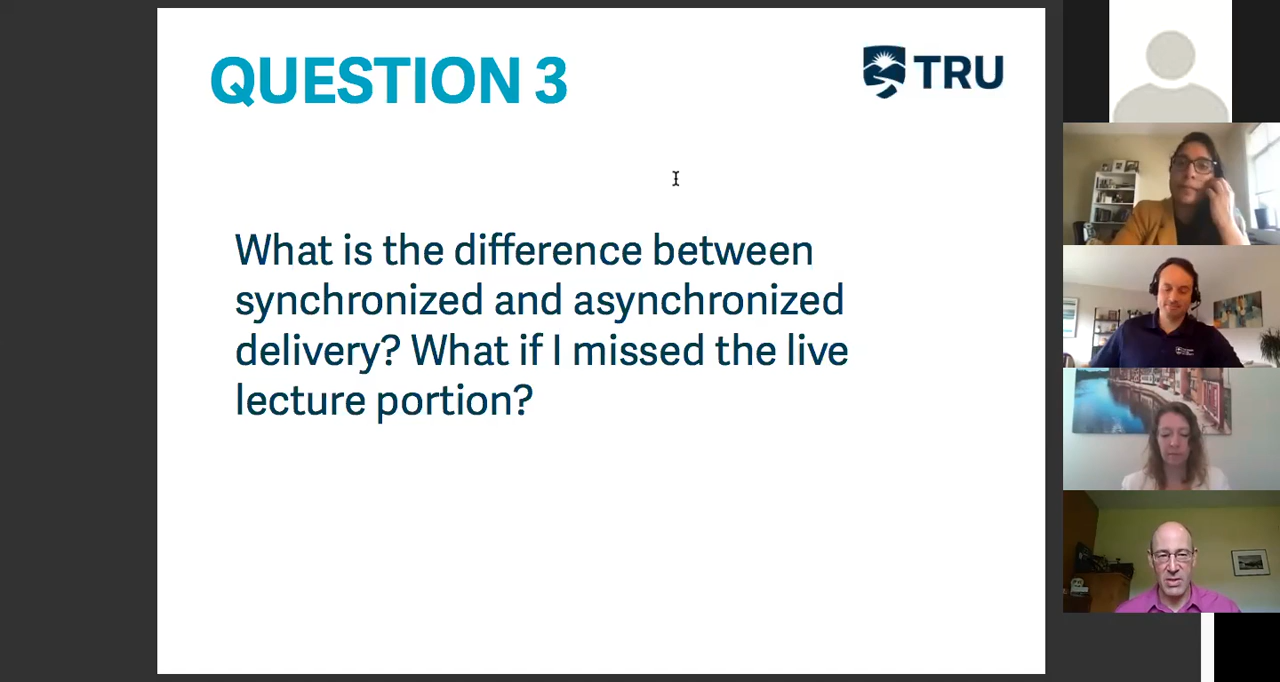 QUESTION 3
TRU
What is the difference between
synchronized and asynchronized
delivery? What if I missed the live
lecture portion?